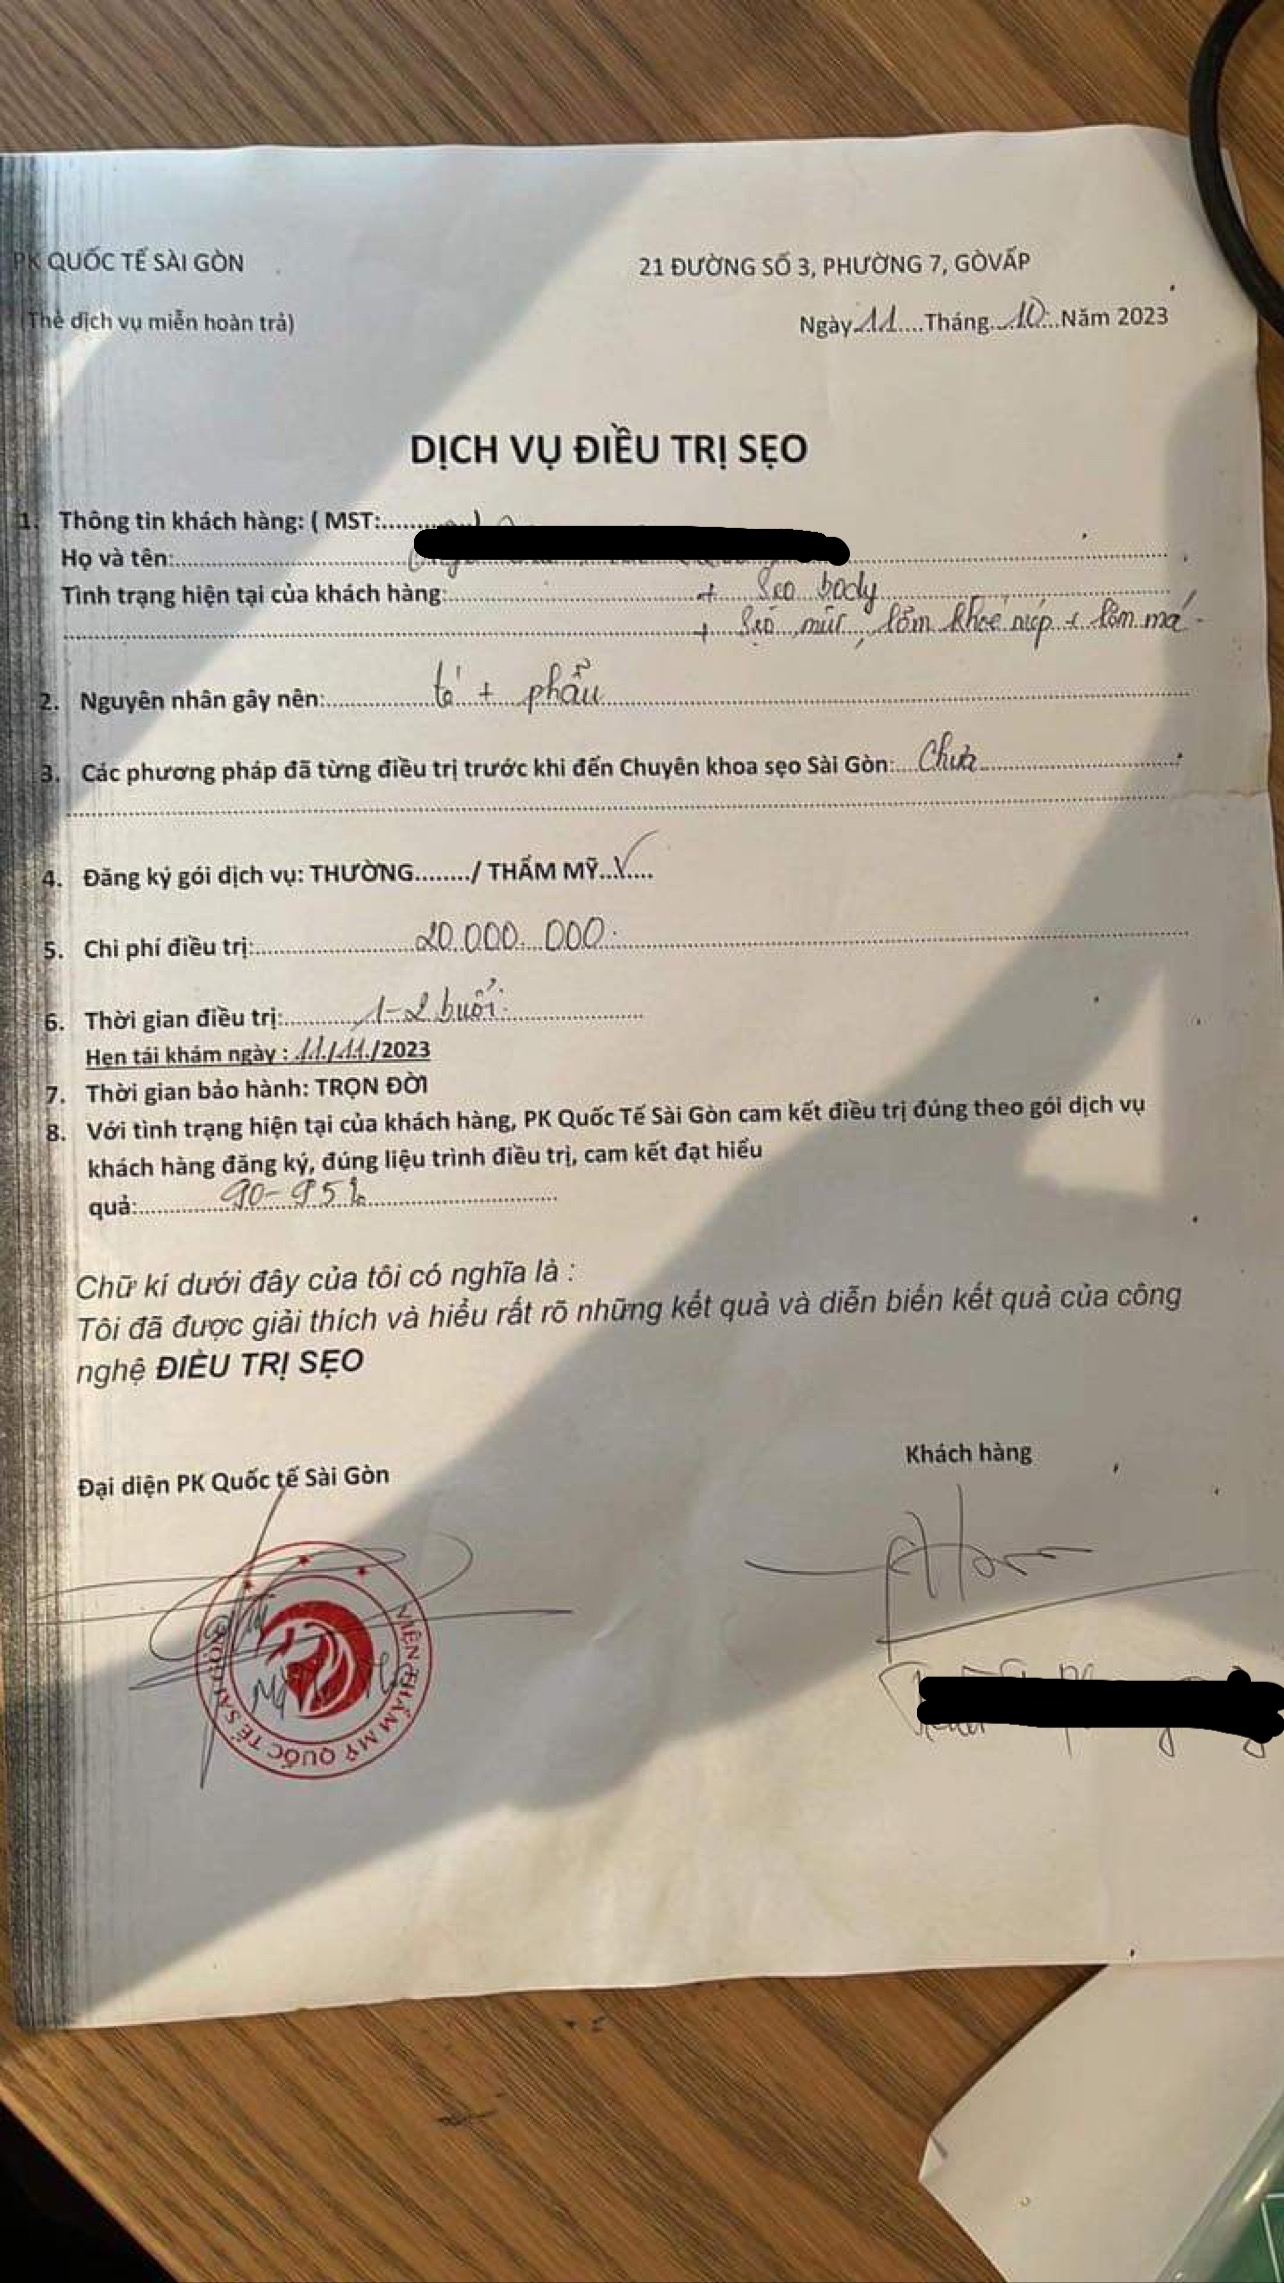 PK QUỐC TẾ SÀI GÒN
21 ĐƯỜNG SỐ 3, PHƯỜNG 7, GÒVẤP
(Thẻ dịch vụ miễn hoàn trả)
Ngày 11 Tháng 10 Năm 2023
DỊCH VỤ ĐIỀU TRỊ SẸO
1. Thông tin khách hàng: ( MST:.........)
Họ và tên:
Tình trạng hiện tại của khách hàng: + Sẹo body
+ Sẹo mũi, lõm khoé mép + lõm má
2. Nguyên nhân gây nên: té + phẩu
3. Các phương pháp đã từng điều trị trước khi đến Chuyên khoa sẹo Sài Gòn: Chưa
4. Đăng ký gói dịch vụ: THƯỜNG......../ THẨM MỸ..√....
5. Chi phí điều trị: 20.000.000
6. Thời gian điều trị: 1-2 buổi
Hẹn tái khám ngày : 11/11/2023
7. Thời gian bảo hành: TRỌN ĐỜI
8. Với tình trạng hiện tại của khách hàng, PK Quốc Tế Sài Gòn cam kết điều trị đúng theo gói dịch vụ
khách hàng đăng ký, đúng liệu trình điều trị, cam kết đạt hiểu
quả: 90-95%
Chữ kí dưới đây của tôi có nghĩa là :
Tôi đã được giải thích và hiểu rất rõ những kết quả và diễn biến kết quả của công
nghệ ĐIỀU TRỊ SẸO
Khách hàng
Đại diện PK Quốc tế Sài Gòn
VIỆN THẨM MỸ QUỐC TẾ SÀI GÒN